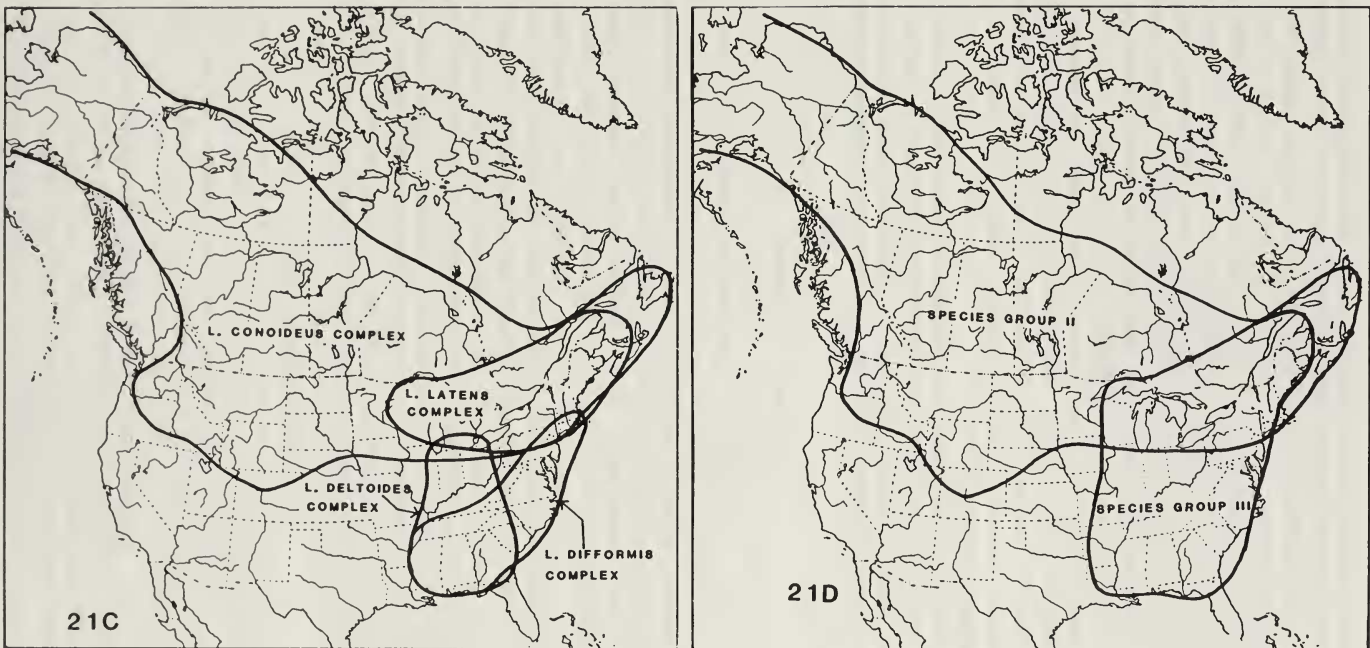 L. CONOIDEUS COMPLEX
L. LATENS
COMPLEX
L. DELTOIDES
COMPLEX
L. DIFFORMIS
COMPLEX
21C
SPECIES GROUP II
SPECIES GROUP III
21D